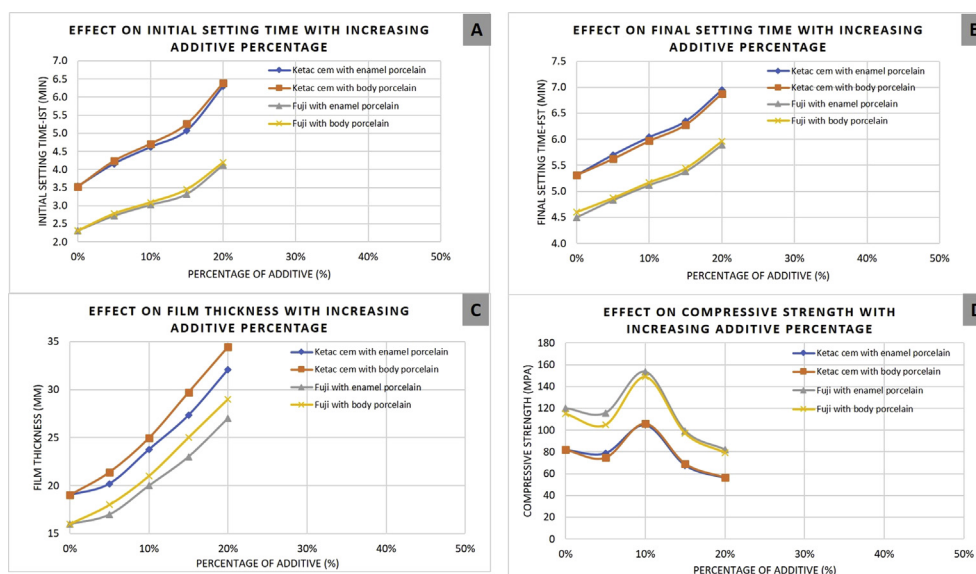 A
EFFECT ON INITIAL SETTING TIME WITH INCREASING
ADDITIVE PERCENTAGE
INITIAL SETTING TIME-IST (MIN)
6.5
6.0
5.5
5.0
4.5
4.0
3.5
3.0
2.5
2.0
Ketac cem with enamel porcelain
Ketac cem with body porcelain
Fuji with enamel porcelain
Fuji with body porcelain
0% 10% 20% 30% 40% 50%
PERCENTAGE OF ADDITIVE (%)
B
EFFECT ON FINAL SETTING TIME WITH INCREASING
ADDITIVE PERCENTAGE
FINAL SETTING TIME-FST (MIN)
7.5
7.0
6.5
6.0
5.5
5.0
4.5
4.0
Ketac cem with enamel porcelain
Ketac cem with body porcelain
Fuji with enamel porcelain
Fuji with body porcelain
0% 10% 20% 30% 40% 50%
PERCENTAGE OF ADDITIVE (%)
C
EFFECT ON FILM THICKNESS WITH INCREASING
ADDITIVE PERCENTAGE
FILM THICKNESS (MM)
35
30
25
20
15
Ketac cem with enamel porcelain
Ketac cem with body porcelain
Fuji with enamel porcelain
Fuji with body porcelain
0% 10% 20% 30% 40% 50%
PERCENTAGE OF ADDITIVE (%)
D
EFFECT ON COMPRESSIVE STRENGTH WITH
INCREASING ADDITIVE PERCENTAGE
COMPRESSIVE STRENGTH (MPA)
180
160
140
120
100
80
60
40
20
0
Ketac cem with enamel porcelain
Ketac cem with body porcelain
Fuji with enamel porcelain
Fuji with body porcelain
0% 10% 20% 30% 40% 50%
PERCENTAGE OF ADDITIVE (%)